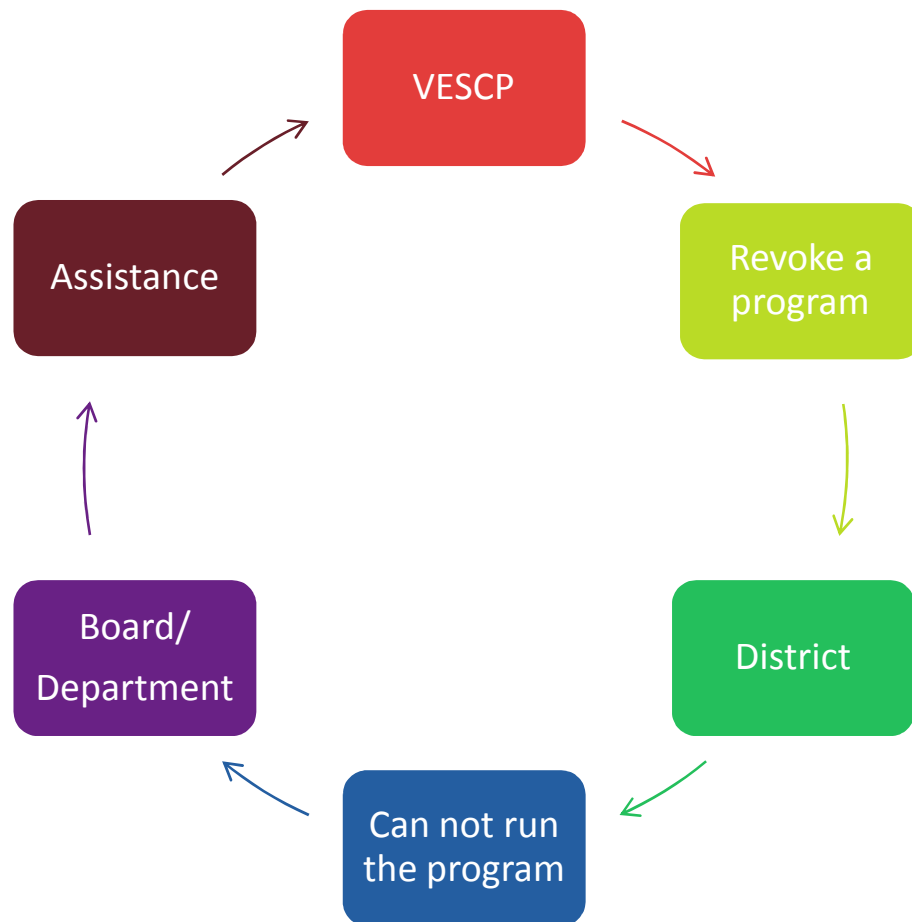 VESCP
Revoke a
program
District
Can not run
the program
Board/
Department
Assistance